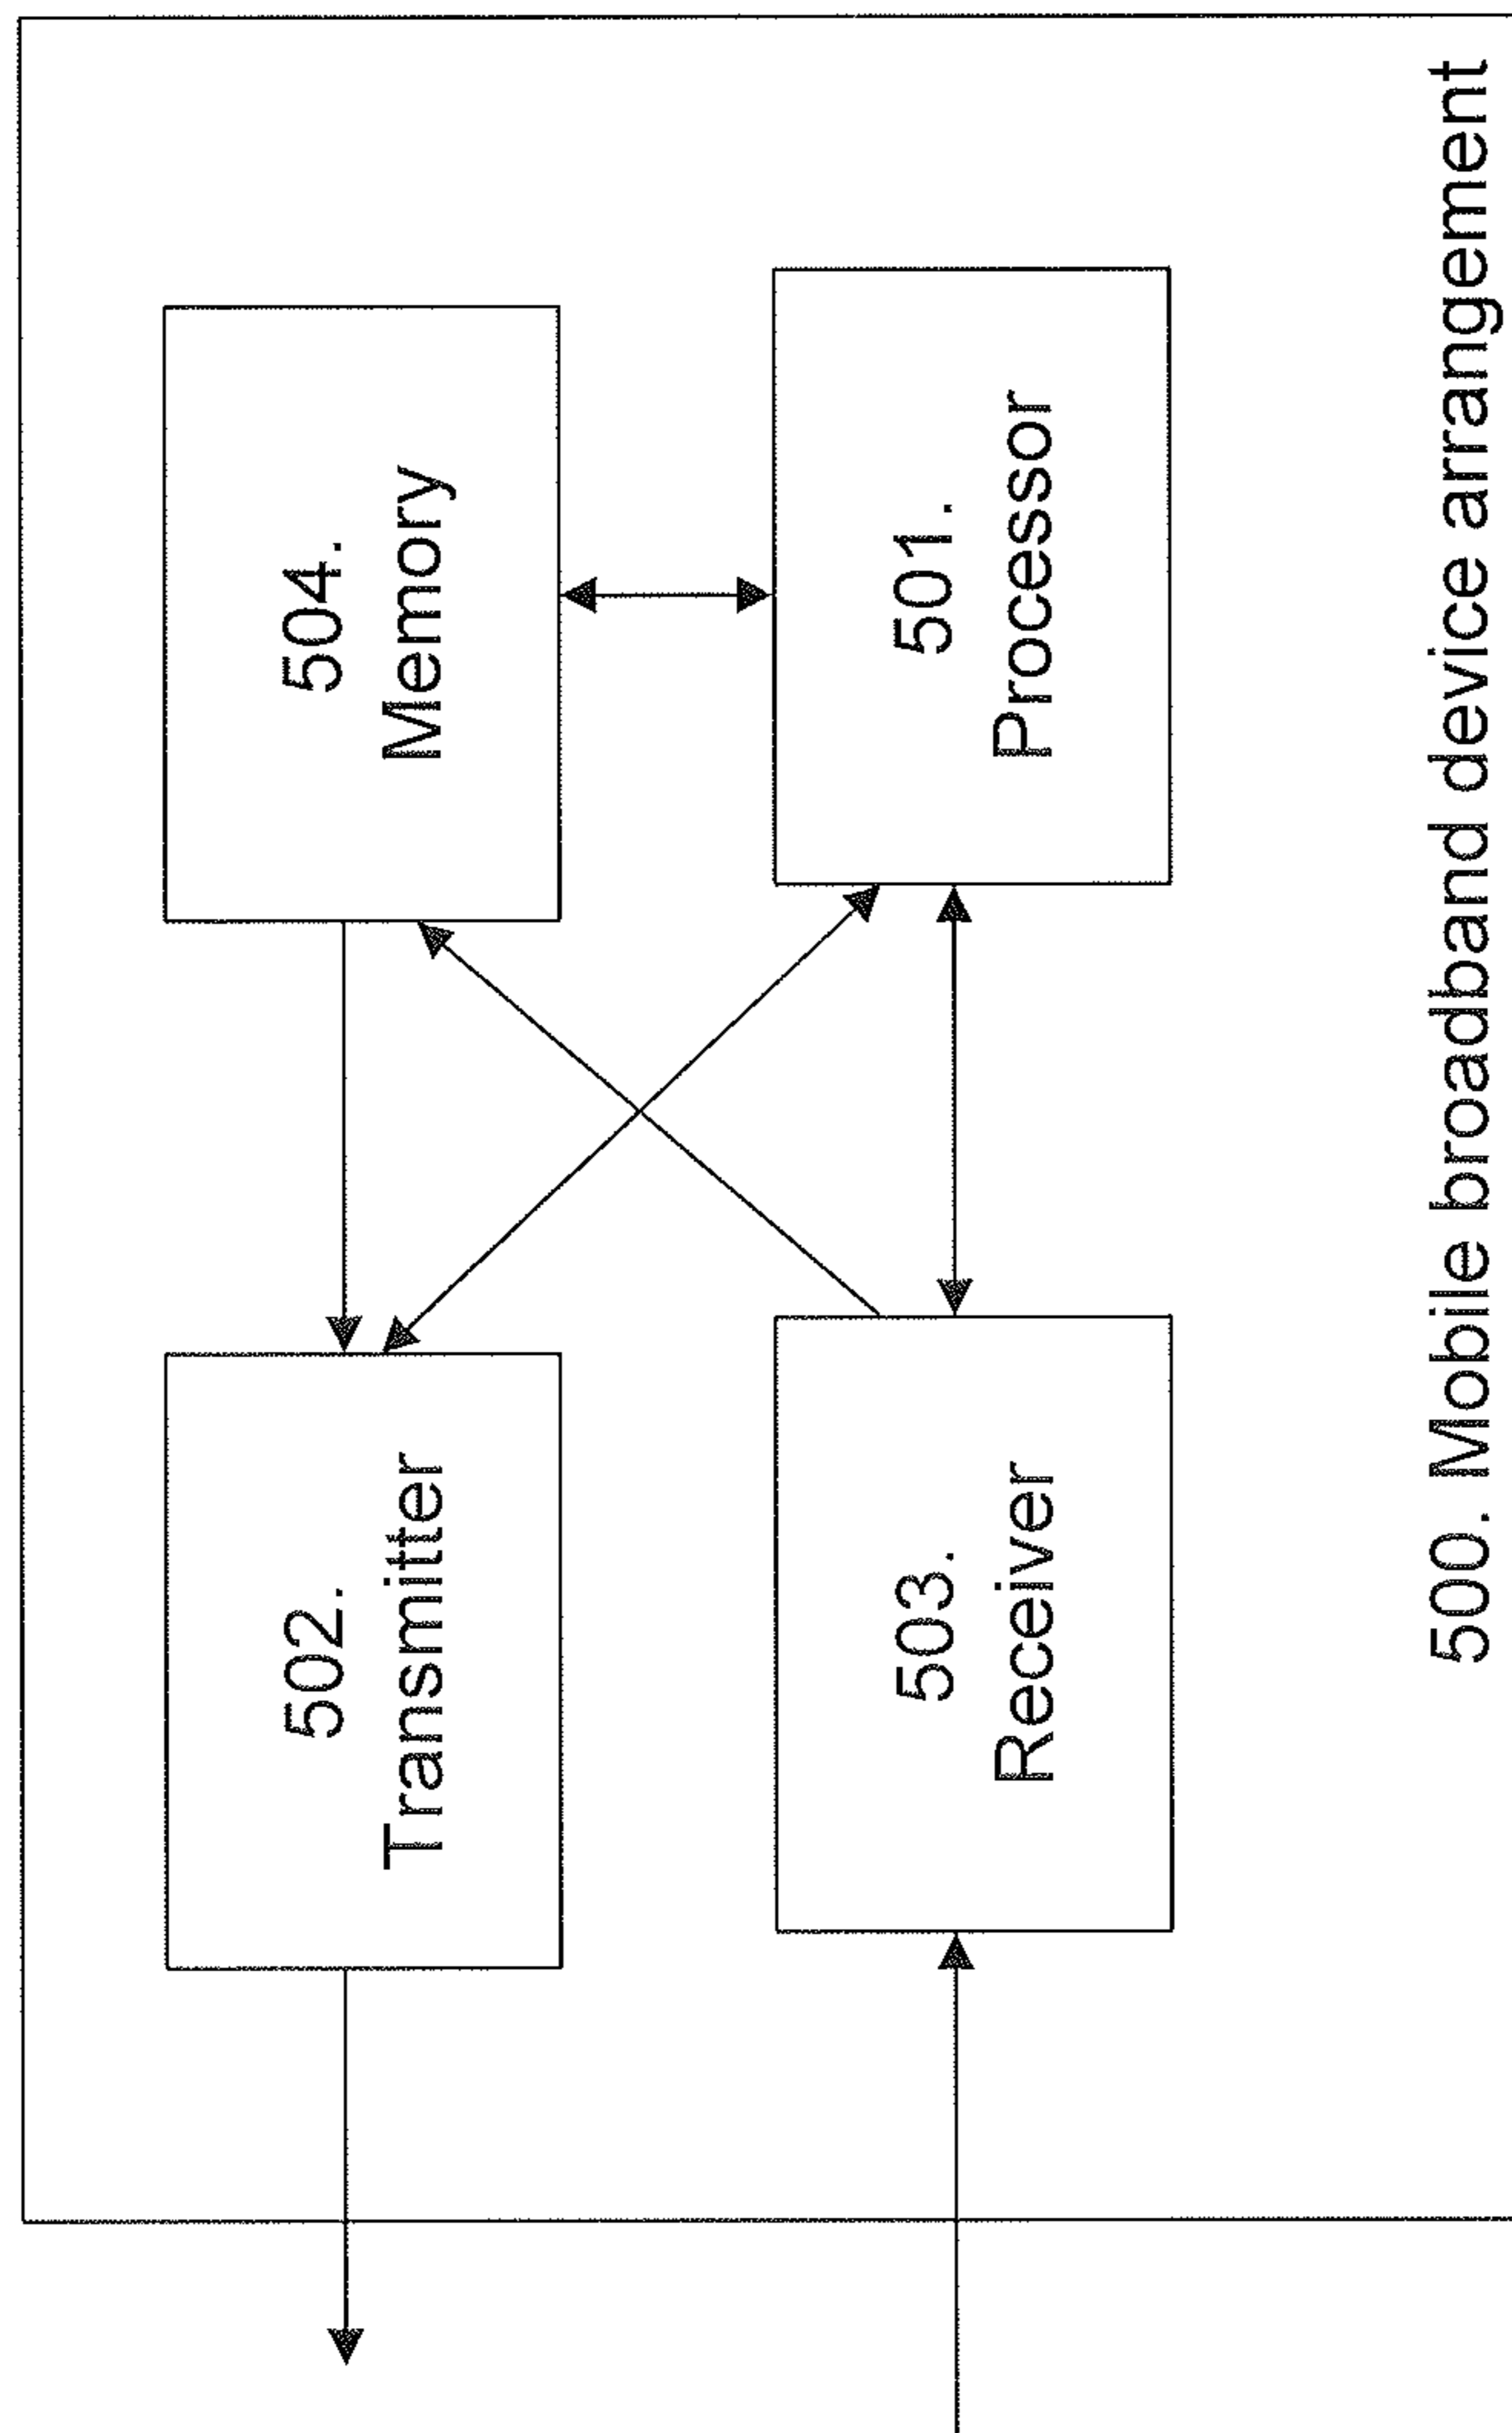 502.
Transmitter
504.
Memory
503.
Receiver
501.
Processor
500. Mobile broadband device arrangement